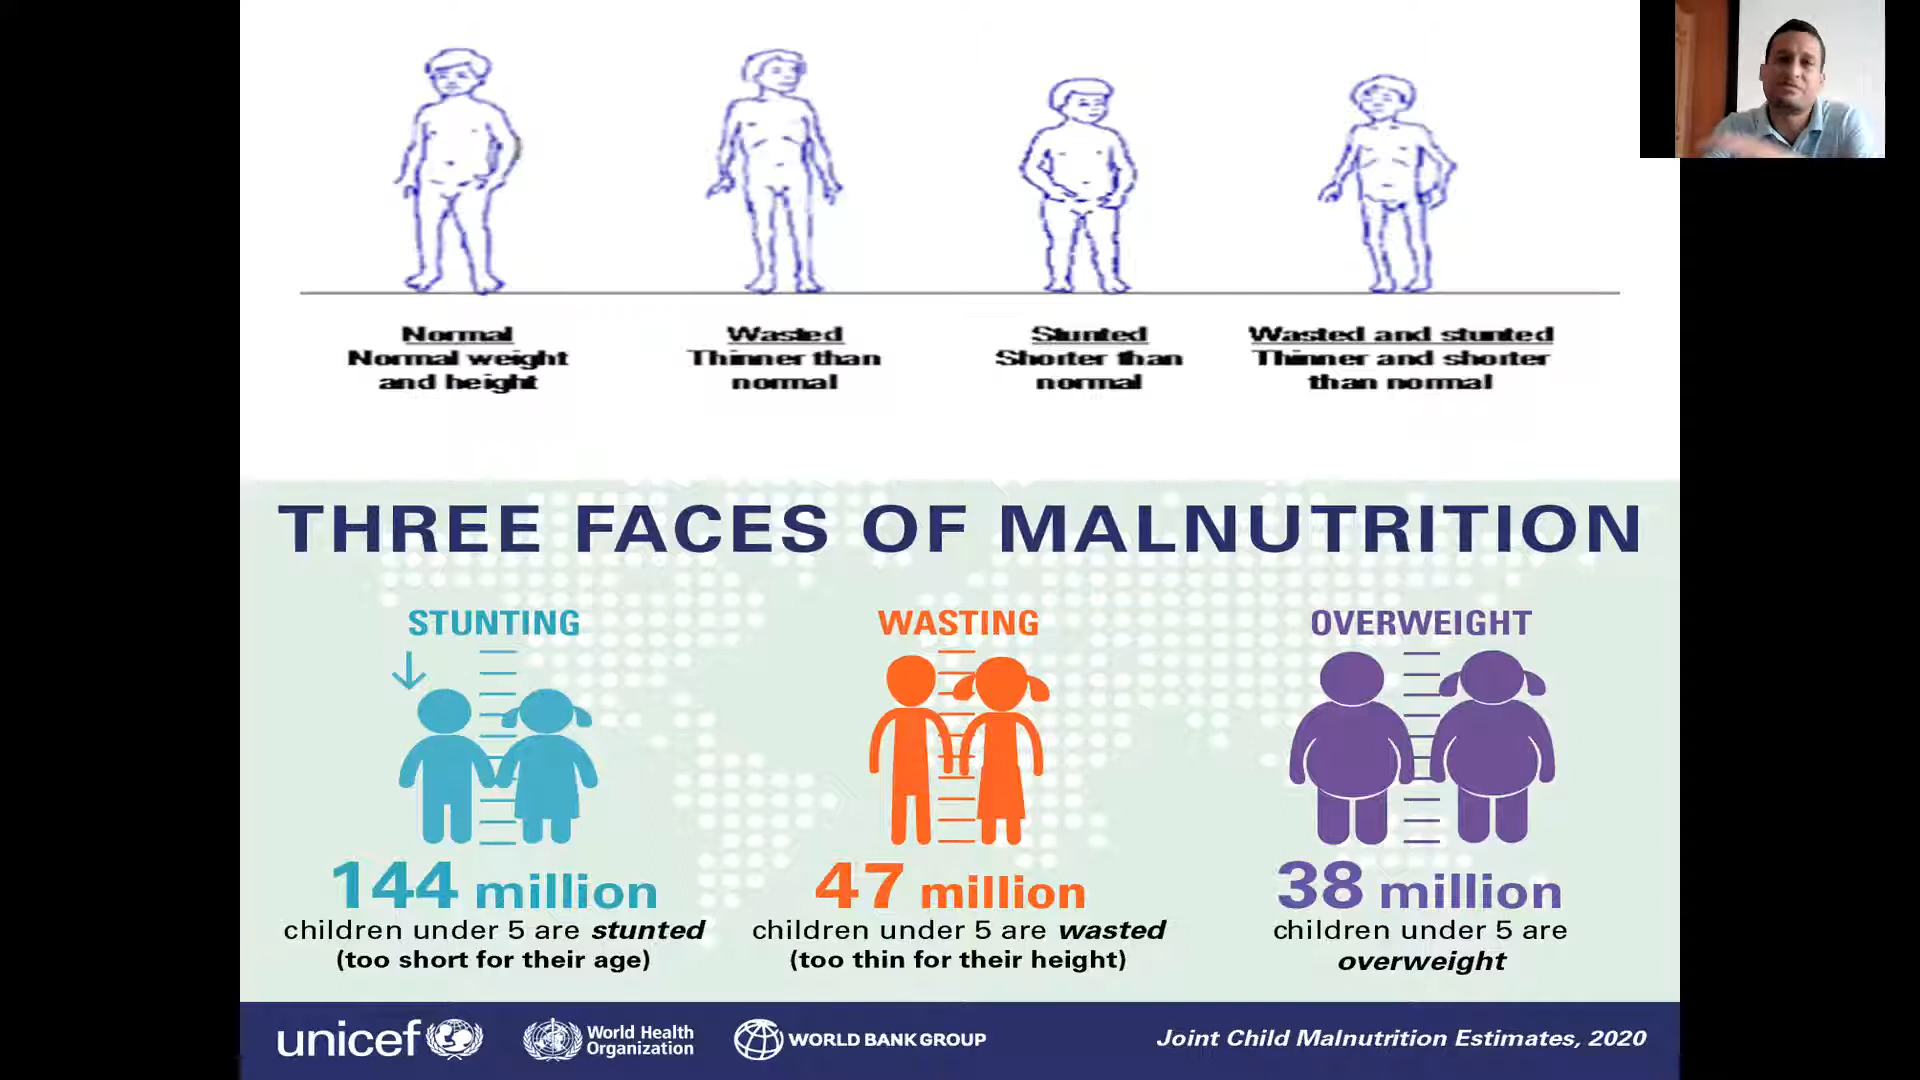 Normal
Normal weight
and height
Wasted
Thinner than
normal
Stunted
Shorter than
normal
Wasted and stunted
Thinner and shorter
than normal
THREE FACES OF MALNUTRITION
STUNTING
144 million
children under 5 are stunted
(too short for their age)
WASTING
47 million
children under 5 are wasted
(too thin for their height)
OVERWEIGHT
38 million
children under 5 are
overweight
unicef
World Health
Organization
WORLD BANK GROUP
Joint Child Malnutrition Estimates, 2020